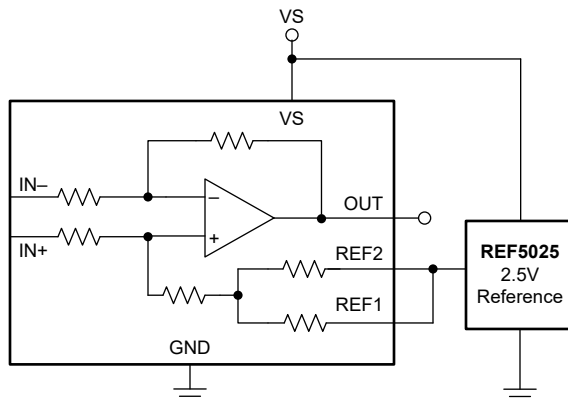 VS
VS
IN–
–
OUT
IN+
+
REF2
REF5025
2.5V
Reference
REF1
GND